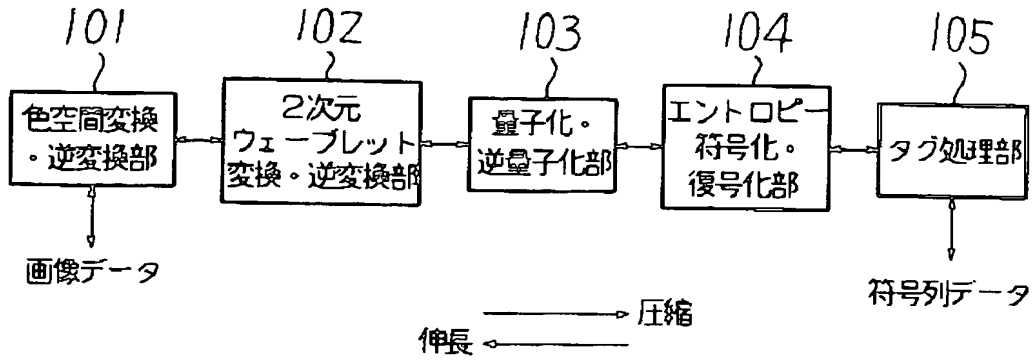 101
102
103
104
105
色空間変換
・逆変換部
2次元
ウェーブレット
変換・逆変換部
量子化・
逆量子化部
エントロピー
符号化・
復号化部
タグ処理部
画像データ
符号列データ
圧縮
伸長